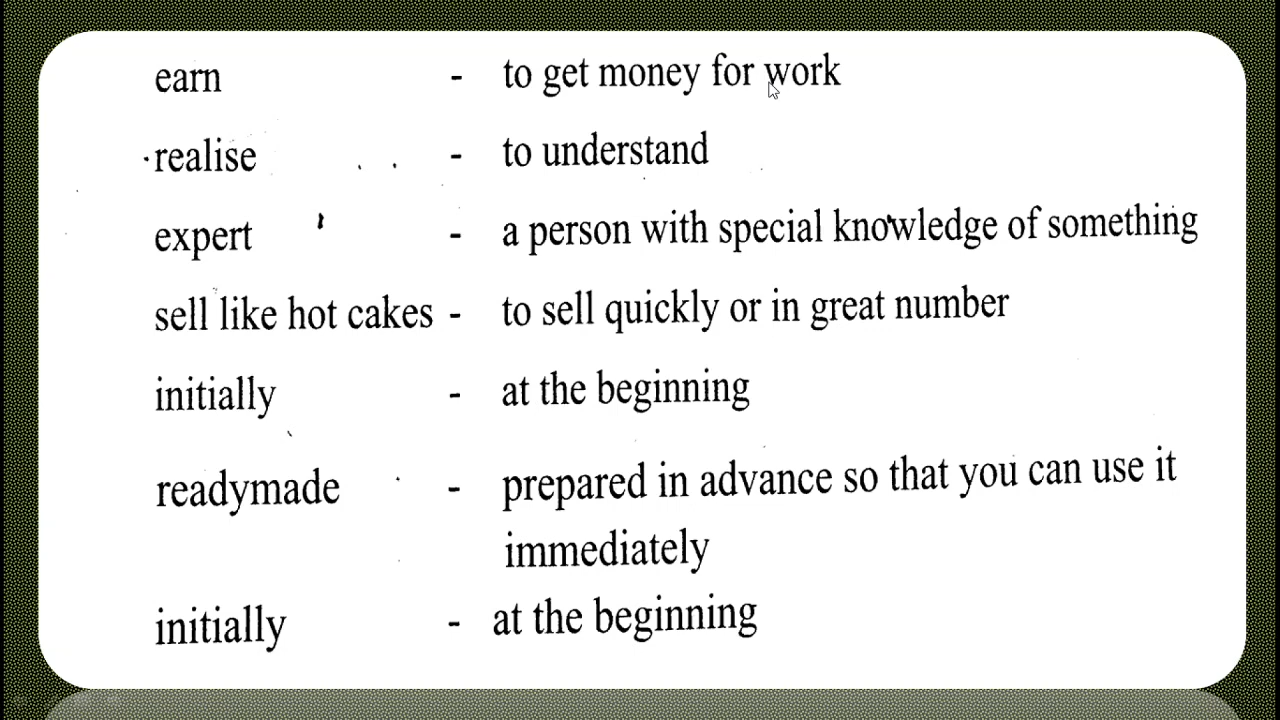 earn - to get money for work
realise - to understand
expert - a person with special knowledge of something
sell like hot cakes - to sell quickly or in great number
initially - at the beginning
readymade - prepared in advance so that you can use it
immediately
initially - at the beginning